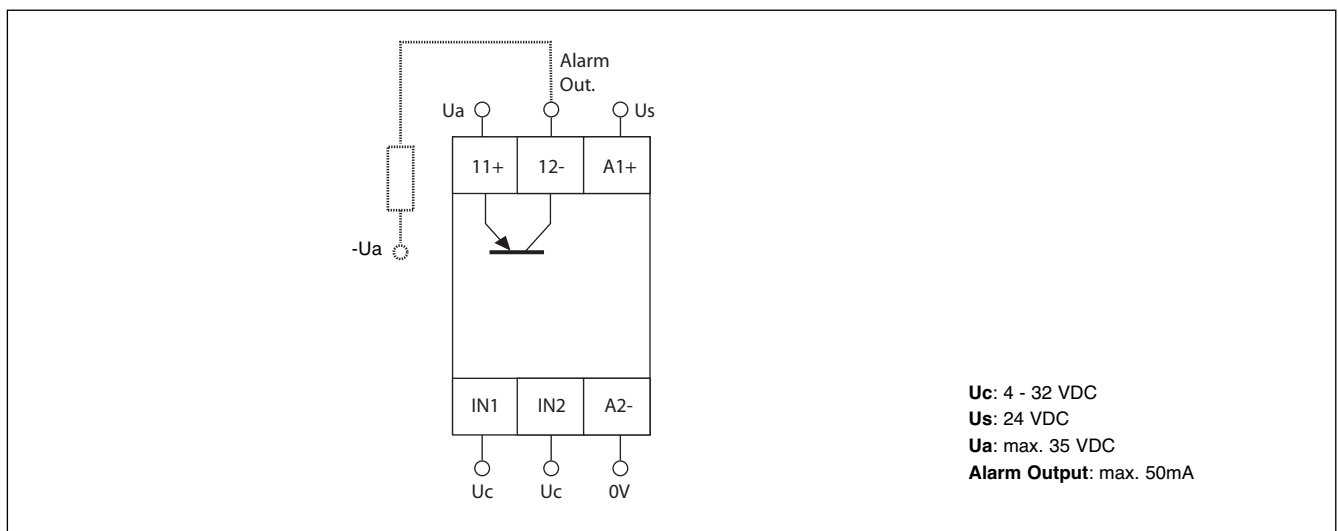 Alarm
Out.
Ua
Us
11+
12-
A1+
-Ua
IN1
IN2
A2-
Uc
Uc
0V
Uc: 4 - 32 VDC
Us: 24 VDC
Ua: max. 35 VDC
Alarm Output: max. 50mA